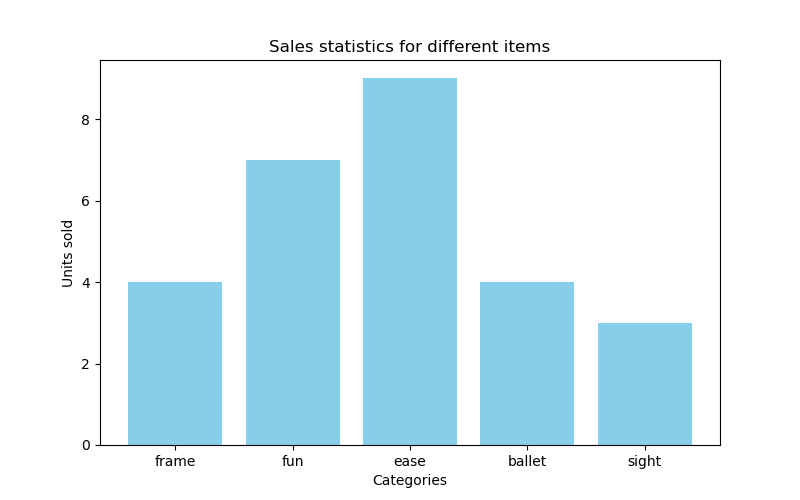 Sales statistics for different items
Units sold
8
6
4
2
0
frame fun ease ballet sight
Categories